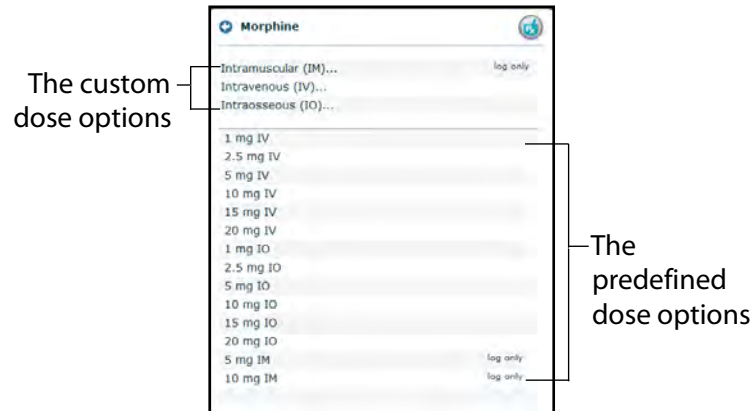 Morphine
The custom
dose options
Intramuscular (IM)... log only
Intravenous (IV)...
Intraosseous (IO)...
1 mg IV
2.5 mg IV
5 mg IV
10 mg IV
15 mg IV
20 mg IV
1 mg IO
2.5 mg IO
5 mg IO
10 mg IO
15 mg IO
20 mg IO
5 mg IM log only
10 mg IM log only
The
predefined
dose options